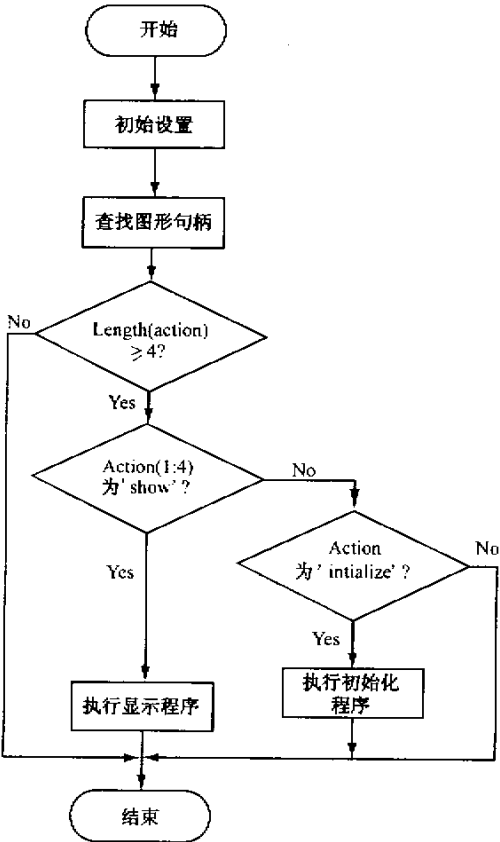 开始
初始设置
查找图形句柄
No
Length(action)
≥4?
Yes
Action(1:4)
为' show' ?
No
Yes
Action
为' intialize' ?
No
Yes
执行显示程序
执行初始化
程序
结束